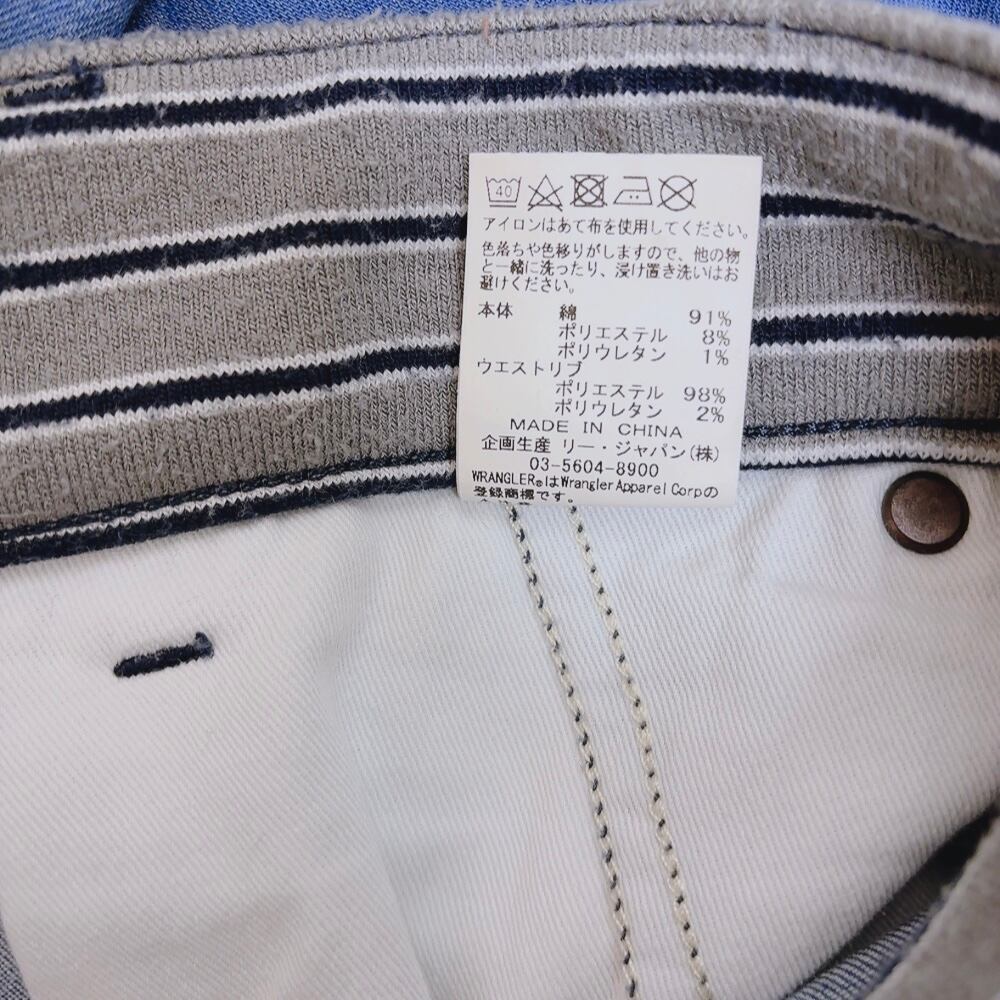 40
アイロンはあて布を使用してください。
色落ちや色移りがしますので、他の物
と一緒に洗ったり、浸け置き洗いはお
避けください。
本体 綿 91%
ポリエステル 8%
ポリウレタン 1%
ウエストリブ
ポリエステル 98%
ポリウレタン 2%
MADE IN CHINA
企画生産 リー・ジャパン(株)
03-5604-8900
WRANGLER®はWrangler Apparel Corpの
登録商標です。